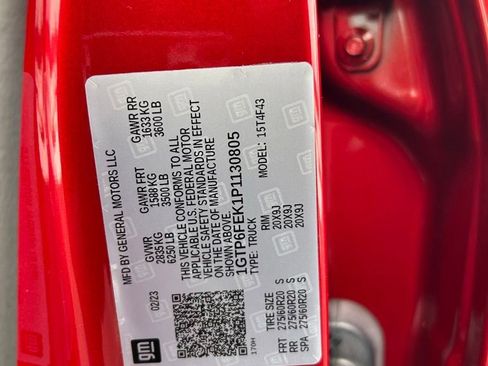 MFD BY GENERAL MOTORS LLC
GVWR GAWR FRT GAWR RR
2835 KG 1588 KG 1633 KG
6250 LB 3500 LB 3600 LB
THIS VEHICLE CONFORMS TO ALL
APPLICABLE U.S. FEDERAL MOTOR
VEHICLE SAFETY STANDARDS IN EFFECT
ON THE DATE OF MANUFACTURE
SHOWN ABOVE.
02/23
1GTP6FEK1P1130805
TYPE: TRUCK MODEL: 15T4F43
TIRE SIZE RIM
FRT 275/60R20 S 20X9J
RR 275/60R20 S 20X9J
SPA 275/60R20 S 20X9J
gm
170H